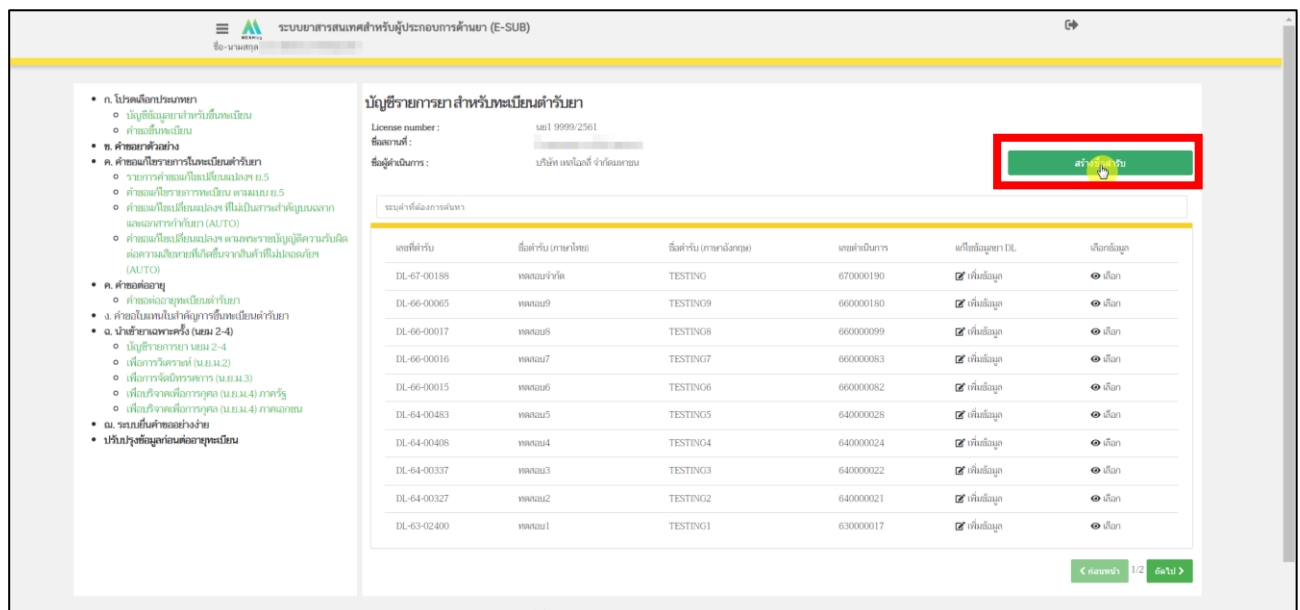 ระบบยาสารสนเทศสำหรับผู้ประกอบการด้านยา (E-SUB)
ชื่อ-นามสกุล
ก. โปรดเลือกประเภทยา
บัญชีข้อมูลยาสำหรับขึ้นทะเบียน
คำขอขึ้นทะเบียน
ข. คำขอยาตัวอย่าง
ค. คำขอแก้ไขรายการในทะเบียนตำรับยา
รายการคำขอแก้ไขเปลี่ยนแปลงฯ ย.5
คำขอแก้ไขรายการทะเบียน ตามแบบ ย.5
คำขอแก้ไขเปลี่ยนแปลงฯ ที่ไม่เป็นสาระสำคัญบนฉลาก
และเอกสารกำกับยา (AUTO)
คำขอแก้ไขเปลี่ยนแปลงฯ ตามพระราชบัญญัติความรับผิด
ต่อความเสียหายที่เกิดขึ้นจากสินค้าที่ไม่ปลอดภัยฯ
(AUTO)
ค. คำขอต่ออายุ
คำขอต่ออายุทะเบียนตำรับยา
ง. คำขอใบแทนใบสำคัญการขึ้นทะเบียนตำรับยา
ฉ. นำเข้ายาเฉพาะครั้ง (นยม 2-4)
บัญชีรายการยา นยม 2-4
เพื่อการวิเคราะห์ (น.ย.ม.2)
เพื่อการจัดนิทรรศการ (น.ย.ม.3)
เพื่อบริจาคเพื่อการกุศล (น.ย.ม.4) ภาครัฐ
เพื่อบริจาคเพื่อการกุศล (น.ย.ม.4) ภาคเอกชน
ฌ. ระบบยื่นคำขออย่างง่าย
ปรับปรุงข้อมูลก่อนต่ออายุทะเบียน
บัญชีรายการยา สำหรับทะเบียนตำรับยา
License number : นย1 9999/2561
ชื่อสถานที่ :
ชื่อผู้ดำเนินการ : บริษัท เทสโอลลี่ จำกัดมหาชน
สร้างชื่อตำรับ
ระบุคำที่ต้องการค้นหา
เลขที่ตำรับ ชื่อตำรับ (ภาษาไทย) ชื่อตำรับ (ภาษาอังกฤษ) เลขดำเนินการ แก้ไขข้อมูลยา DL เลือกข้อมูล
DL-67-00188 ทดสอบจำกัด TESTING 670000190 เพิ่มข้อมูล เลือก
DL-66-00065 ทดสอบ9 TESTING9 660000180 เพิ่มข้อมูล เลือก
DL-66-00017 ทดสอบ8 TESTING8 660000099 เพิ่มข้อมูล เลือก
DL-66-00016 ทดสอบ7 TESTING7 660000083 เพิ่มข้อมูล เลือก
DL-66-00015 ทดสอบ6 TESTING6 660000082 เพิ่มข้อมูล เลือก
DL-64-00483 ทดสอบ5 TESTING5 640000028 เพิ่มข้อมูล เลือก
DL-64-00408 ทดสอบ4 TESTING4 640000024 เพิ่มข้อมูล เลือก
DL-64-00337 ทดสอบ3 TESTING3 640000022 เพิ่มข้อมูล เลือก
DL-64-00327 ทดสอบ2 TESTING2 640000021 เพิ่มข้อมูล เลือก
DL-63-02400 ทดสอบ1 TESTING1 630000017 เพิ่มข้อมูล เลือก
ก่อนหน้า 1/2 ถัดไป